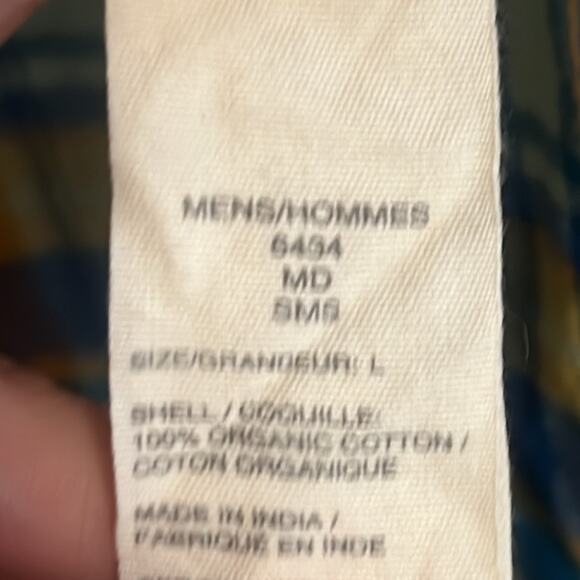 MENS/HOMMES
6434
MD
SMS
SIZE/GRANDEUR: L
SHELL / COQUILLE:
100% ORGANIC COTTON /
COTON ORGANIQUE
MADE IN INDIA /
FABRIQUÉ EN INDE